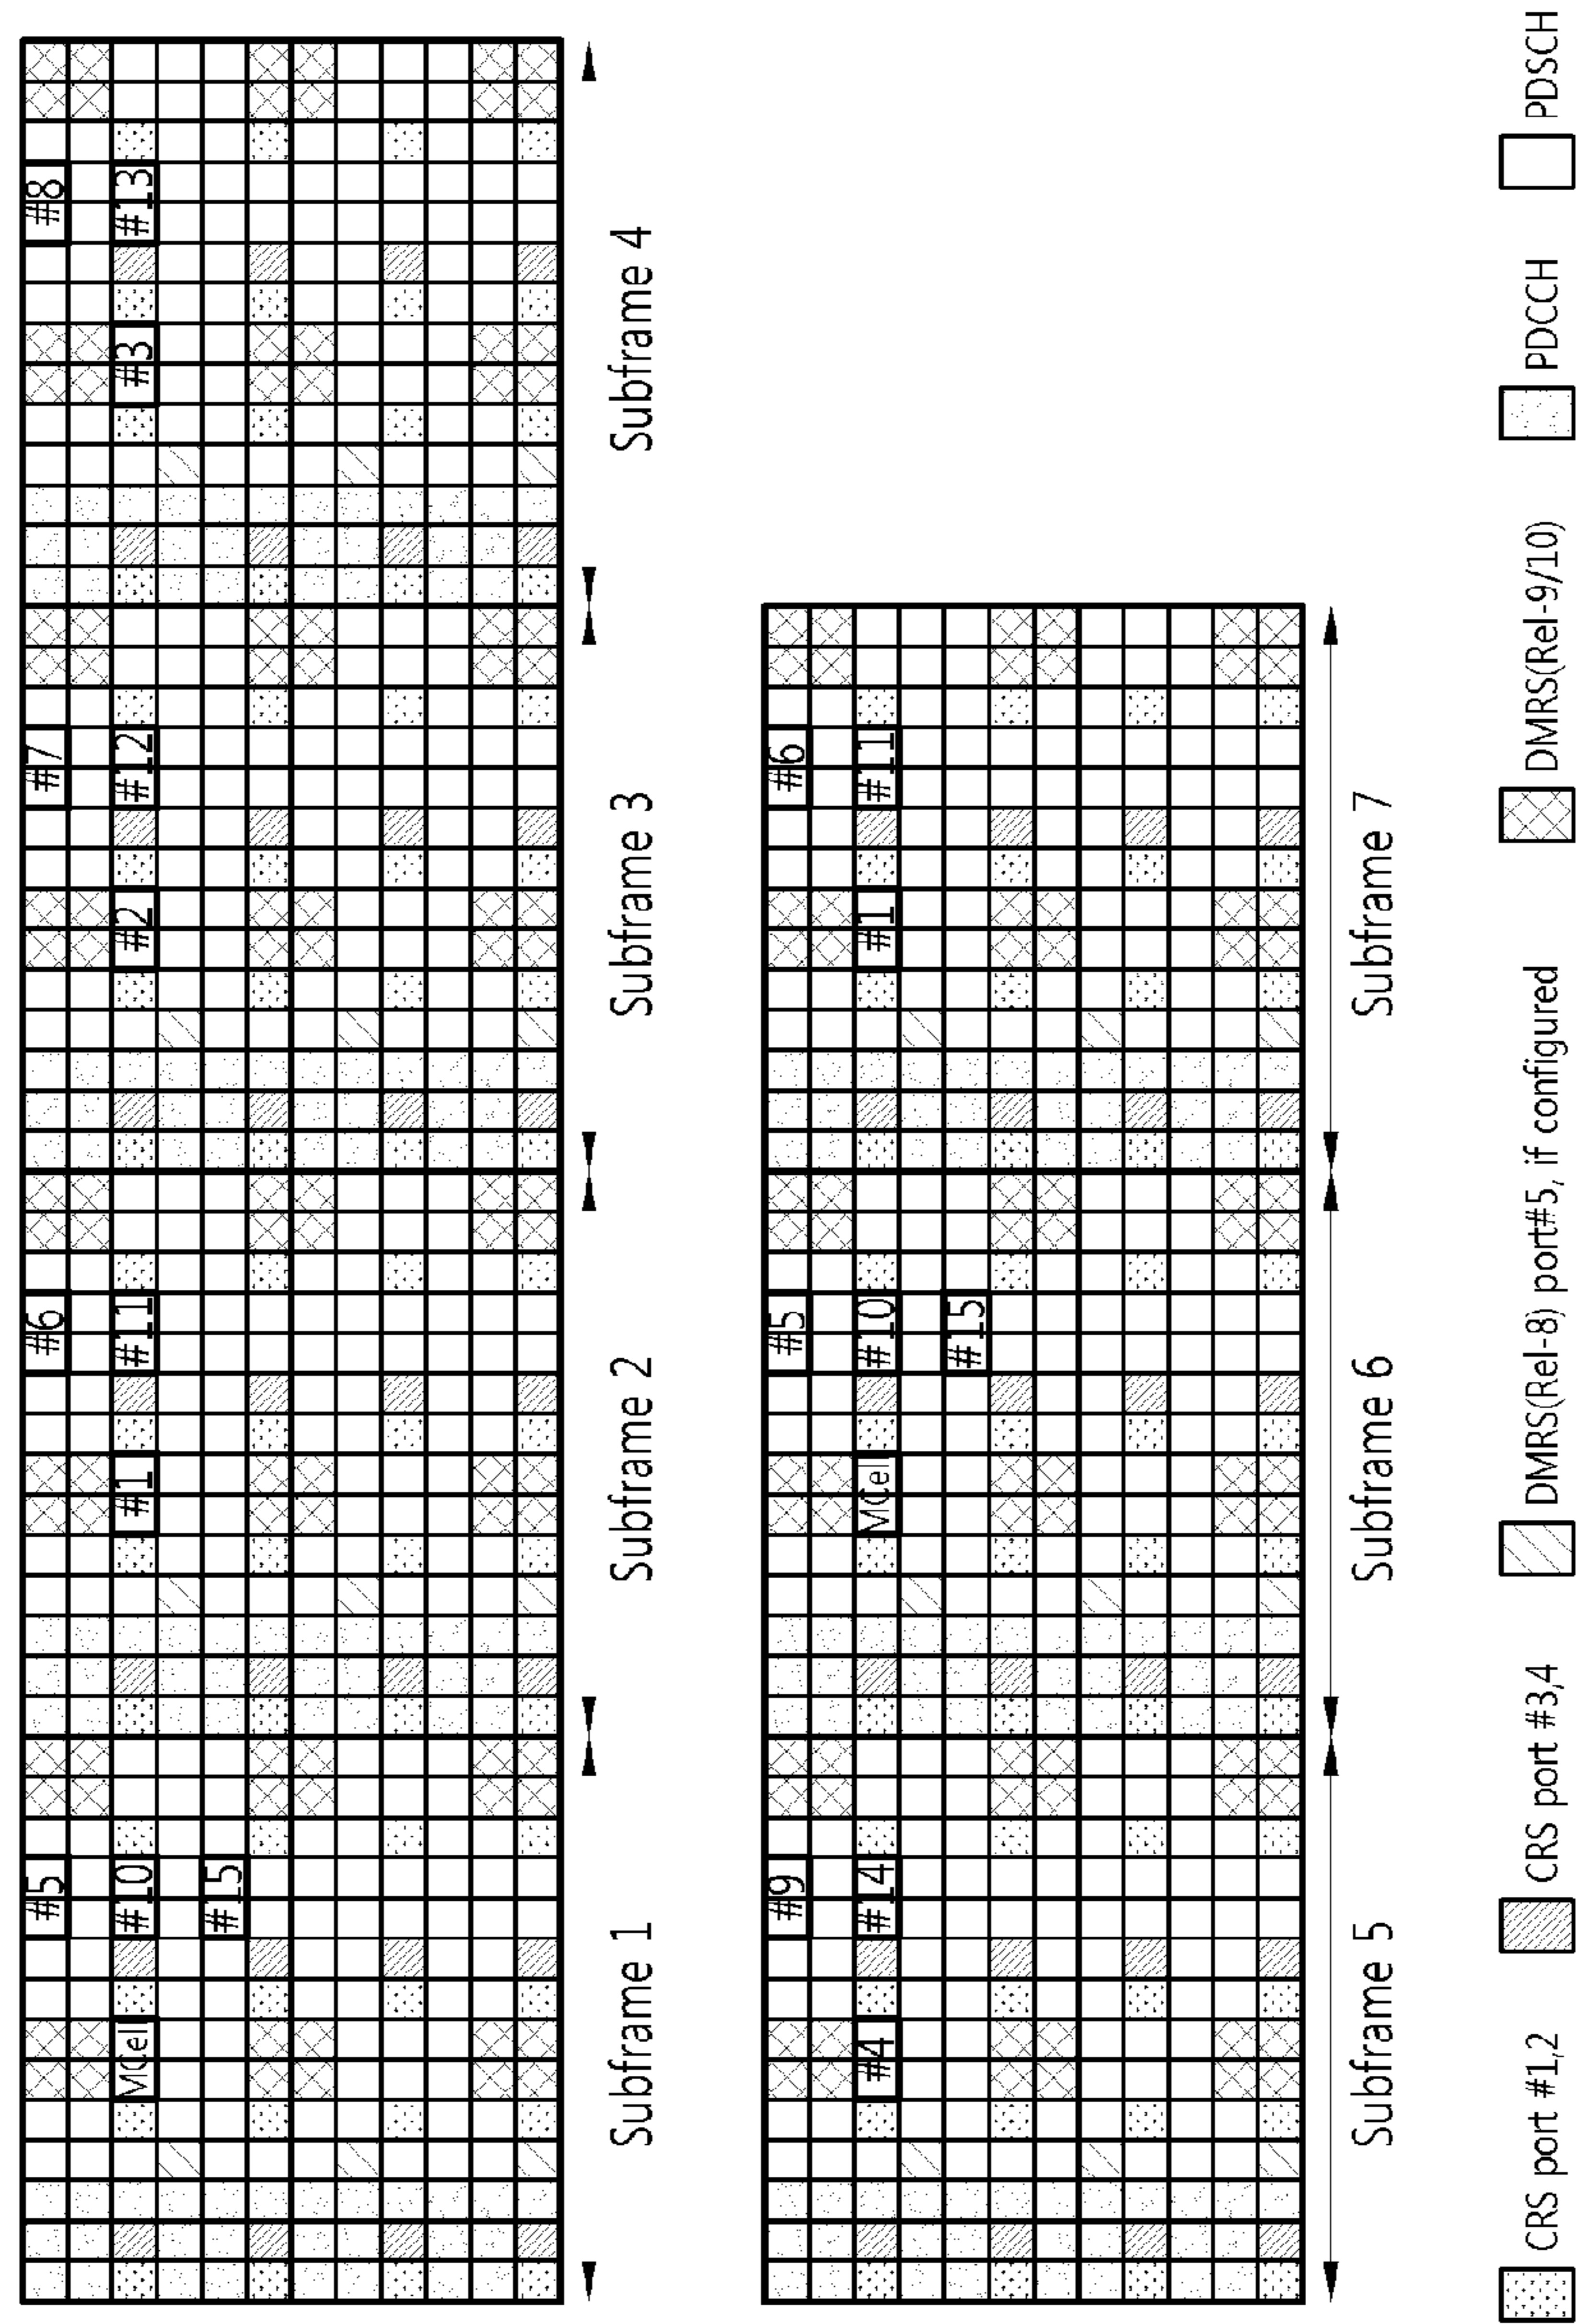 #5 #6 #7 #8
MCell #10 #1 #11 #2 #12 #3 #13
#15
Subframe 1 Subframe 2 Subframe 3 Subframe 4
#9 #5 #6
#4 #14 MCell #10 #1 #11
#15
Subframe 5 Subframe 6 Subframe 7
CRS port #1,2 CRS port #3,4 DMRS(Rel-8) port#5, if configured DMRS(Rel-9/10) PDCCH PDSCH